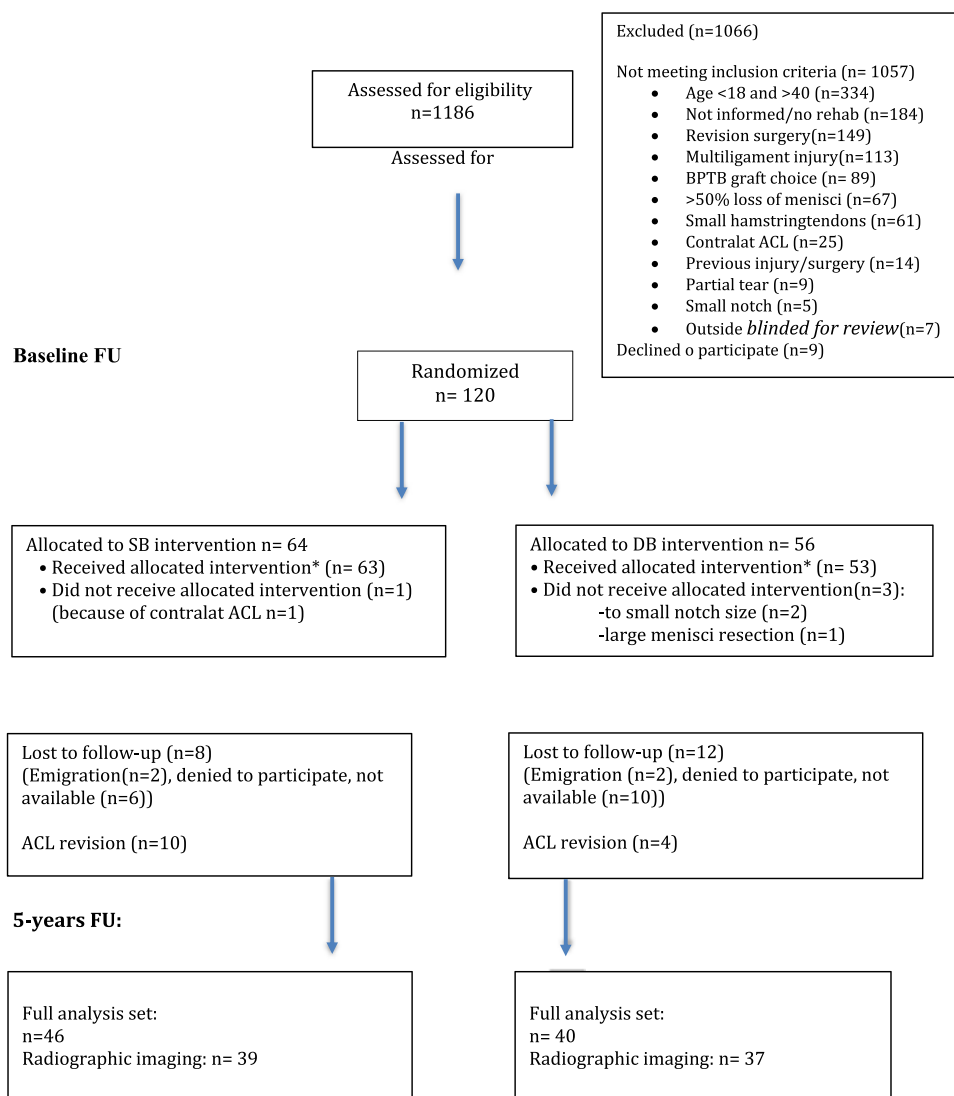 Assessed for eligibility
n=1186
Assessed for
Excluded (n=1066)
Not meeting inclusion criteria (n= 1057)
• Age <18 and >40 (n=334)
• Not informed/no rehab (n=184)
• Revision surgery(n=149)
• Multiligament injury(n=113)
• BPTB graft choice (n= 89)
• >50% loss of menisci (n=67)
• Small hamstringtendons (n=61)
• Contralat ACL (n=25)
• Previous injury/surgery (n=14)
• Partial tear (n=9)
• Small notch (n=5)
• Outside blinded for review(n=7)
Declined o participate (n=9)
Baseline FU
Randomized
n= 120
Allocated to SB intervention n= 64
• Received allocated intervention* (n= 63)
• Did not receive allocated intervention (n=1)
(because of contralat ACL n=1)
Allocated to DB intervention n= 56
• Received allocated intervention* (n= 53)
• Did not receive allocated intervention(n=3):
-to small notch size (n=2)
-large menisci resection (n=1)
Lost to follow-up (n=8)
(Emigration(n=2), denied to participate, not
available (n=6))
ACL revision (n=10)
Lost to follow-up (n=12)
(Emigration (n=2), denied to participate, not
available (n=10))
ACL revision (n=4)
5-years FU:
Full analysis set:
n=46
Radiographic imaging: n= 39
Full analysis set:
n= 40
Radiographic imaging: n= 37